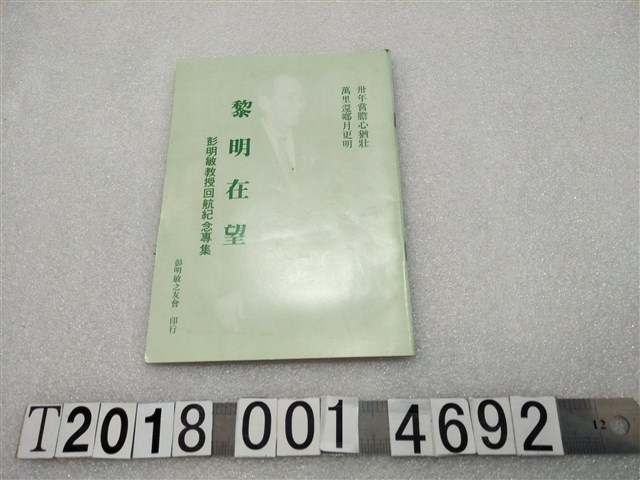 卅年嘗膽心猶壯
萬里還鄉月更明
黎明在望
彭明敏教授回航紀念專集
彭明敏之友會 印行
T2018 001 4692
12